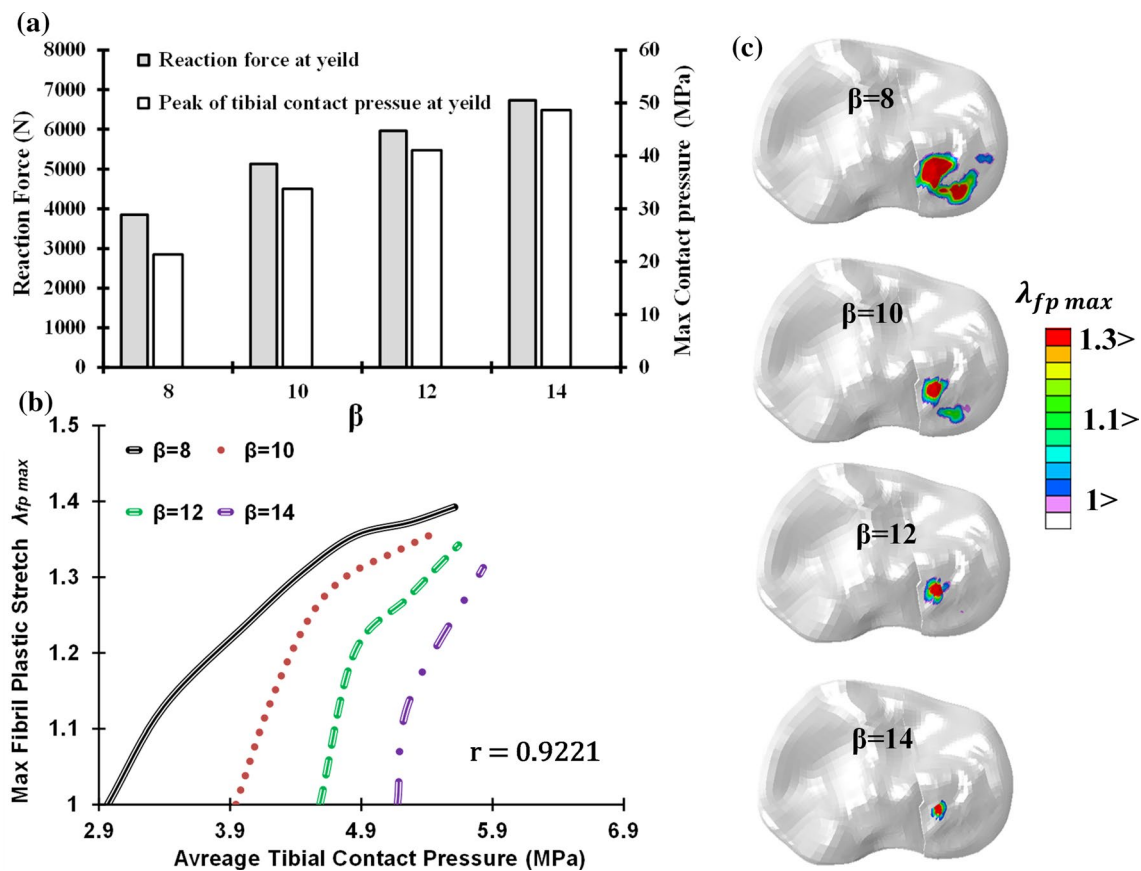 (a)
8000
7000
6000
5000
4000
3000
2000
1000
0
Reaction Force (N)
Reaction force at yeild
Peak of tibial contact pressue at yeild
60
50
40
30
20
10
0
Max Contact pressure (MPa)
8
10
12
14
β
(b)
1.5
1.4
1.3
1.2
1.1
1
Max Fibril Plastic Stretch λfp max
β=8
β=10
β=12
β=14
r = 0.9221
2.9
3.9
4.9
5.9
6.9
Avreage Tibial Contact Pressure (MPa)
(c)
β=8
β=10
β=12
β=14
λfp max
1.3>
1.1>
1>